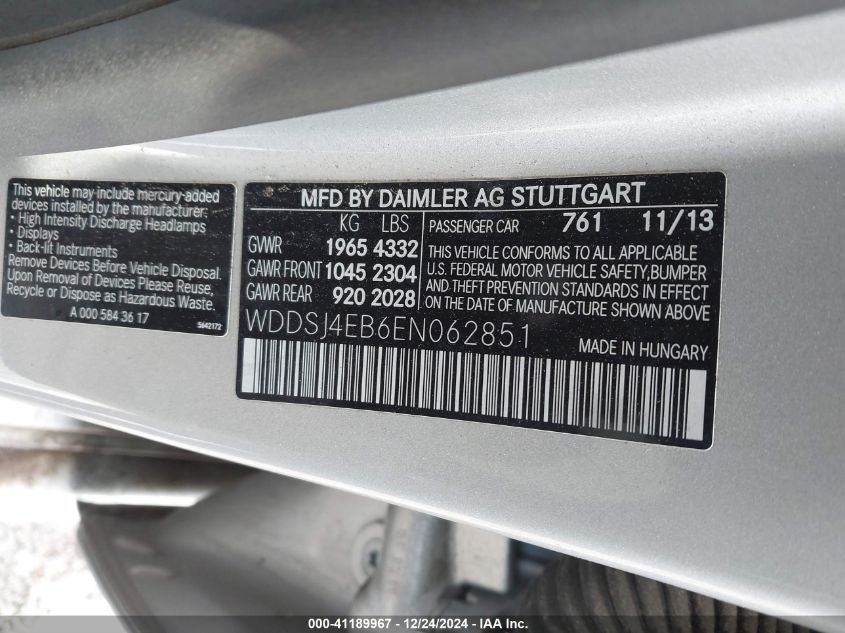 This vehicle may include mercury-added
devices installed by the manufacturer:
- High Intensity Discharge Headlamps
- Displays
- Back-lit Instruments
Remove Devices Before Vehicle Disposal.
Upon Removal of Devices Please Reuse,
Recycle or Dispose as Hazardous Waste.
A 000 584 36 17
5642172
MFD BY DAIMLER AG STUTTGART
KG LBS
GVWR 1965 4332
GAWR FRONT 1045 2304
GAWR REAR 920 2028
PASSENGER CAR 761 11/13
THIS VEHICLE CONFORMS TO ALL APPLICABLE
U.S. FEDERAL MOTOR VEHICLE SAFETY,BUMPER
AND THEFT PREVENTION STANDARDS IN EFFECT
ON THE DATE OF MANUFACTURE SHOWN ABOVE
WDDSJ4EB6EN062851
MADE IN HUNGARY
000-41189967 - 12/24/2024 - IAA Inc.